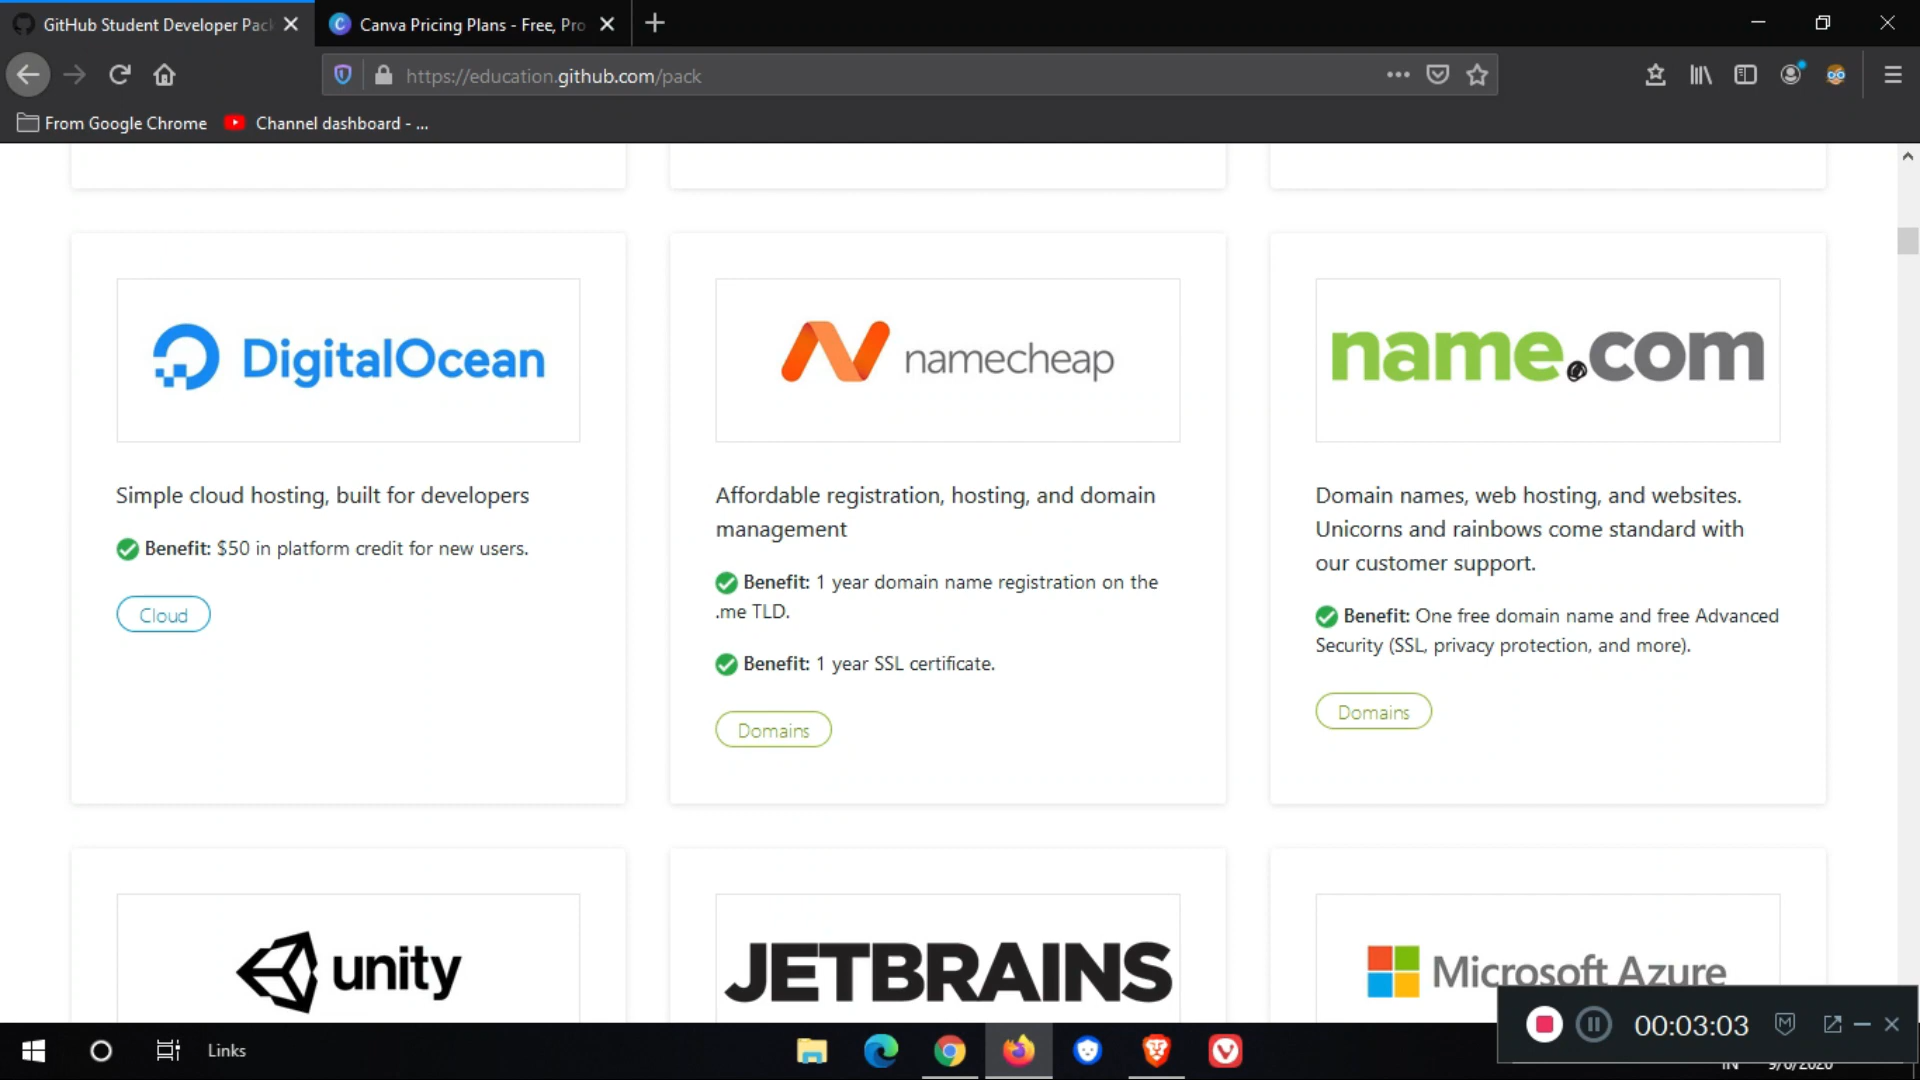 GitHub Student Developer Pack
Canva Pricing Plans - Free, Pro
https://education.github.com/pack
From Google Chrome
Channel dashboard - ...
DigitalOcean
namecheap
name.com
Simple cloud hosting, built for developers
Benefit: $50 in platform credit for new users.
Cloud
Affordable registration, hosting, and domain
management
Benefit: 1 year domain name registration on the
.me TLD.
Benefit: 1 year SSL certificate.
Domains
Domain names, web hosting, and websites.
Unicorns and rainbows come standard with
our customer support.
Benefit: One free domain name and free Advanced
Security (SSL, privacy protection, and more).
Domains
unity
JETBRAINS
Microsoft Azure
00:03:03
Links